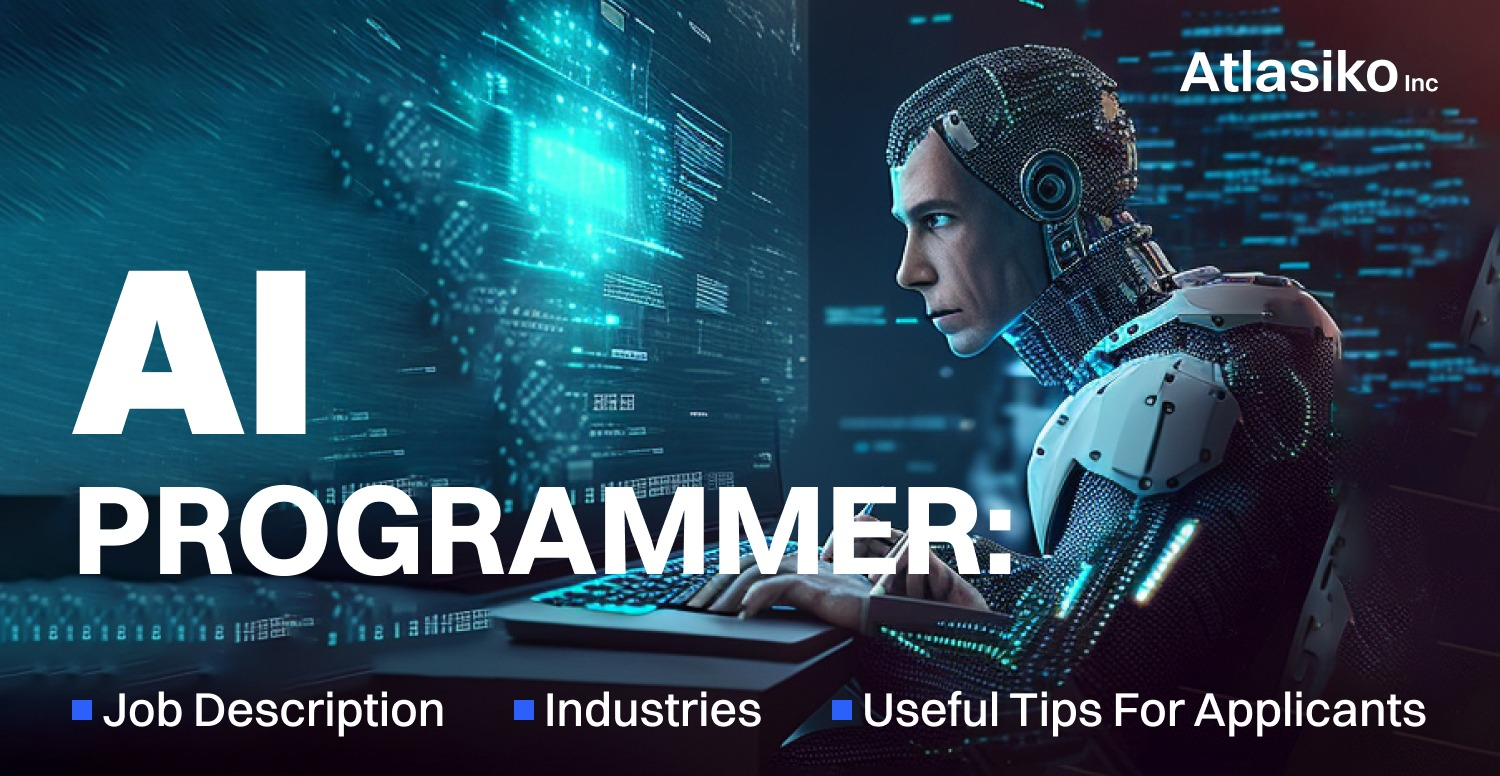 Atlasiko Inc
AI
PROGRAMMER:
Job Description
Industries
Useful Tips For Applicants